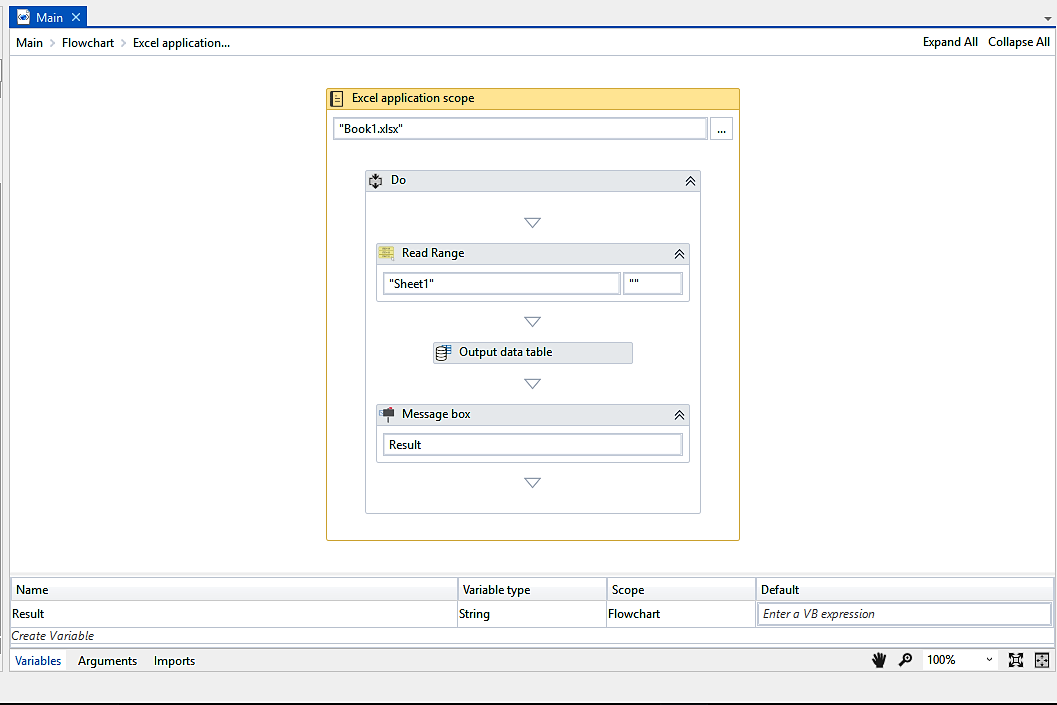 Main
Main > Flowchart > Excel application... Expand All Collapse All
Excel application scope
"Book1.xlsx" ...
Do
Read Range
"Sheet1" ""
Output data table
Message box
Result
Name Variable type Scope Default
Result String Flowchart Enter a VB expression
Create Variable
Variables Arguments Imports 100%